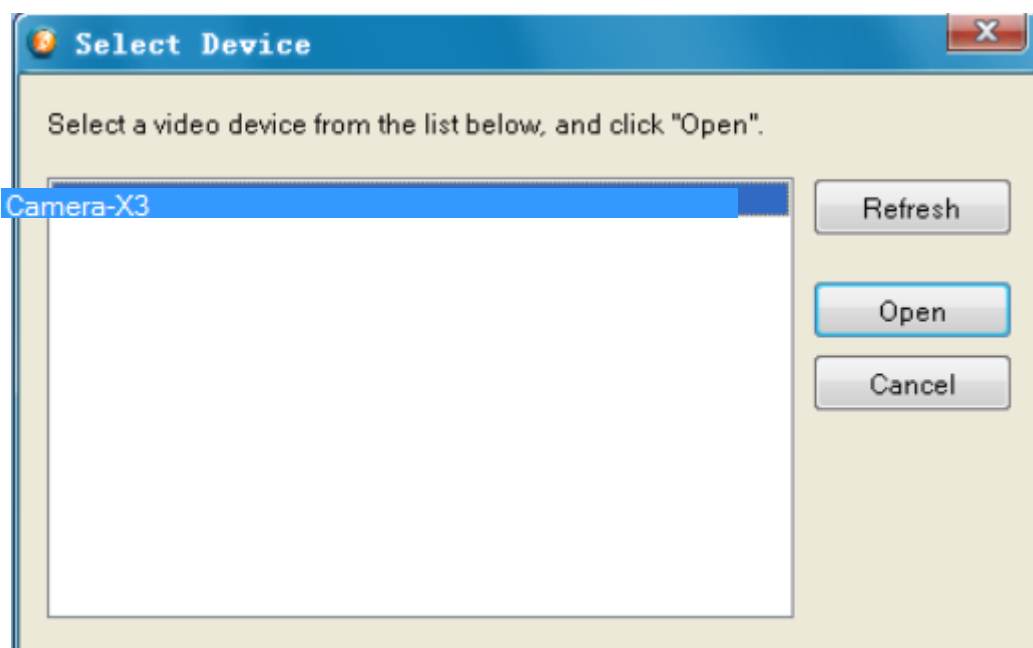 Select Device
Select a video device from the list below, and click "Open".
Camera-X3
Refresh
Open
Cancel